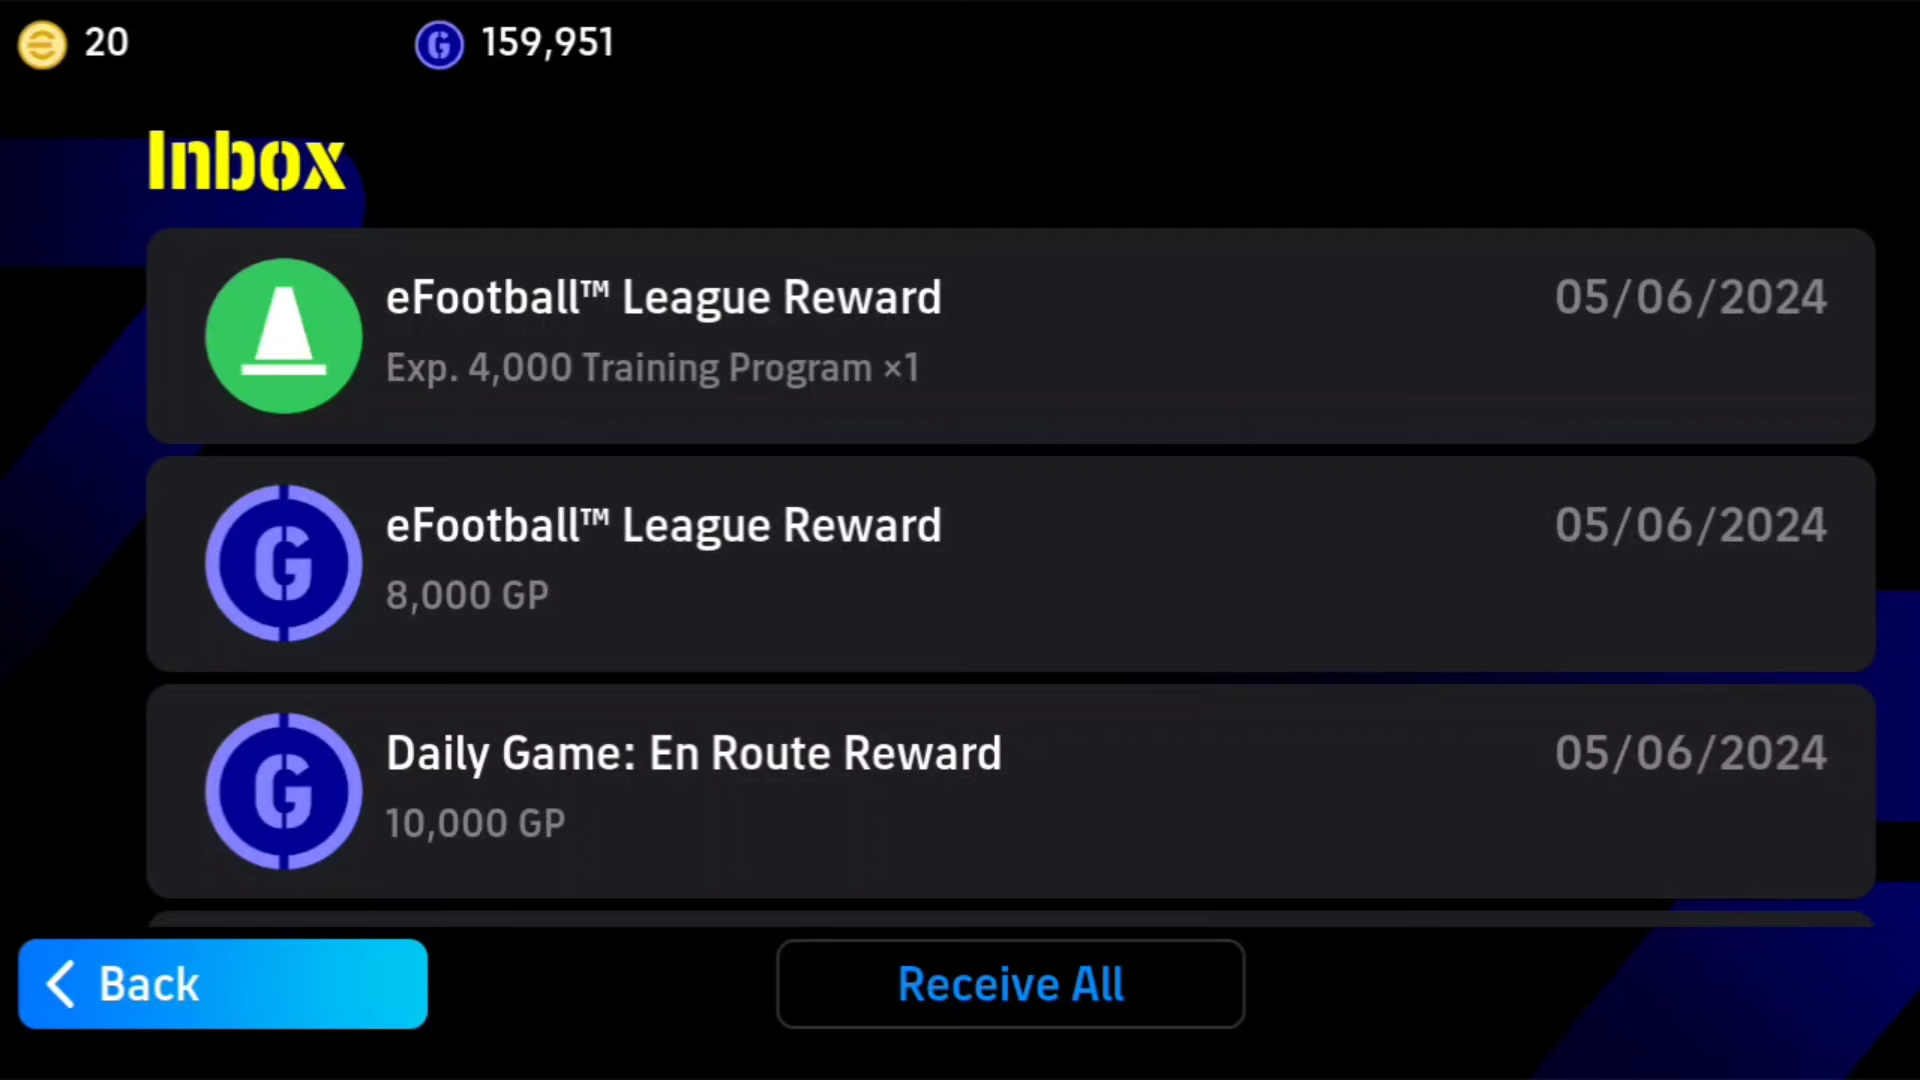 20
G 159,951
Inbox
eFootball™ League Reward
05/06/2024
Exp. 4,000 Training Program ×1
G
eFootball™ League Reward
05/06/2024
8,000 GP
G
Daily Game: En Route Reward
05/06/2024
10,000 GP
Back
Receive All